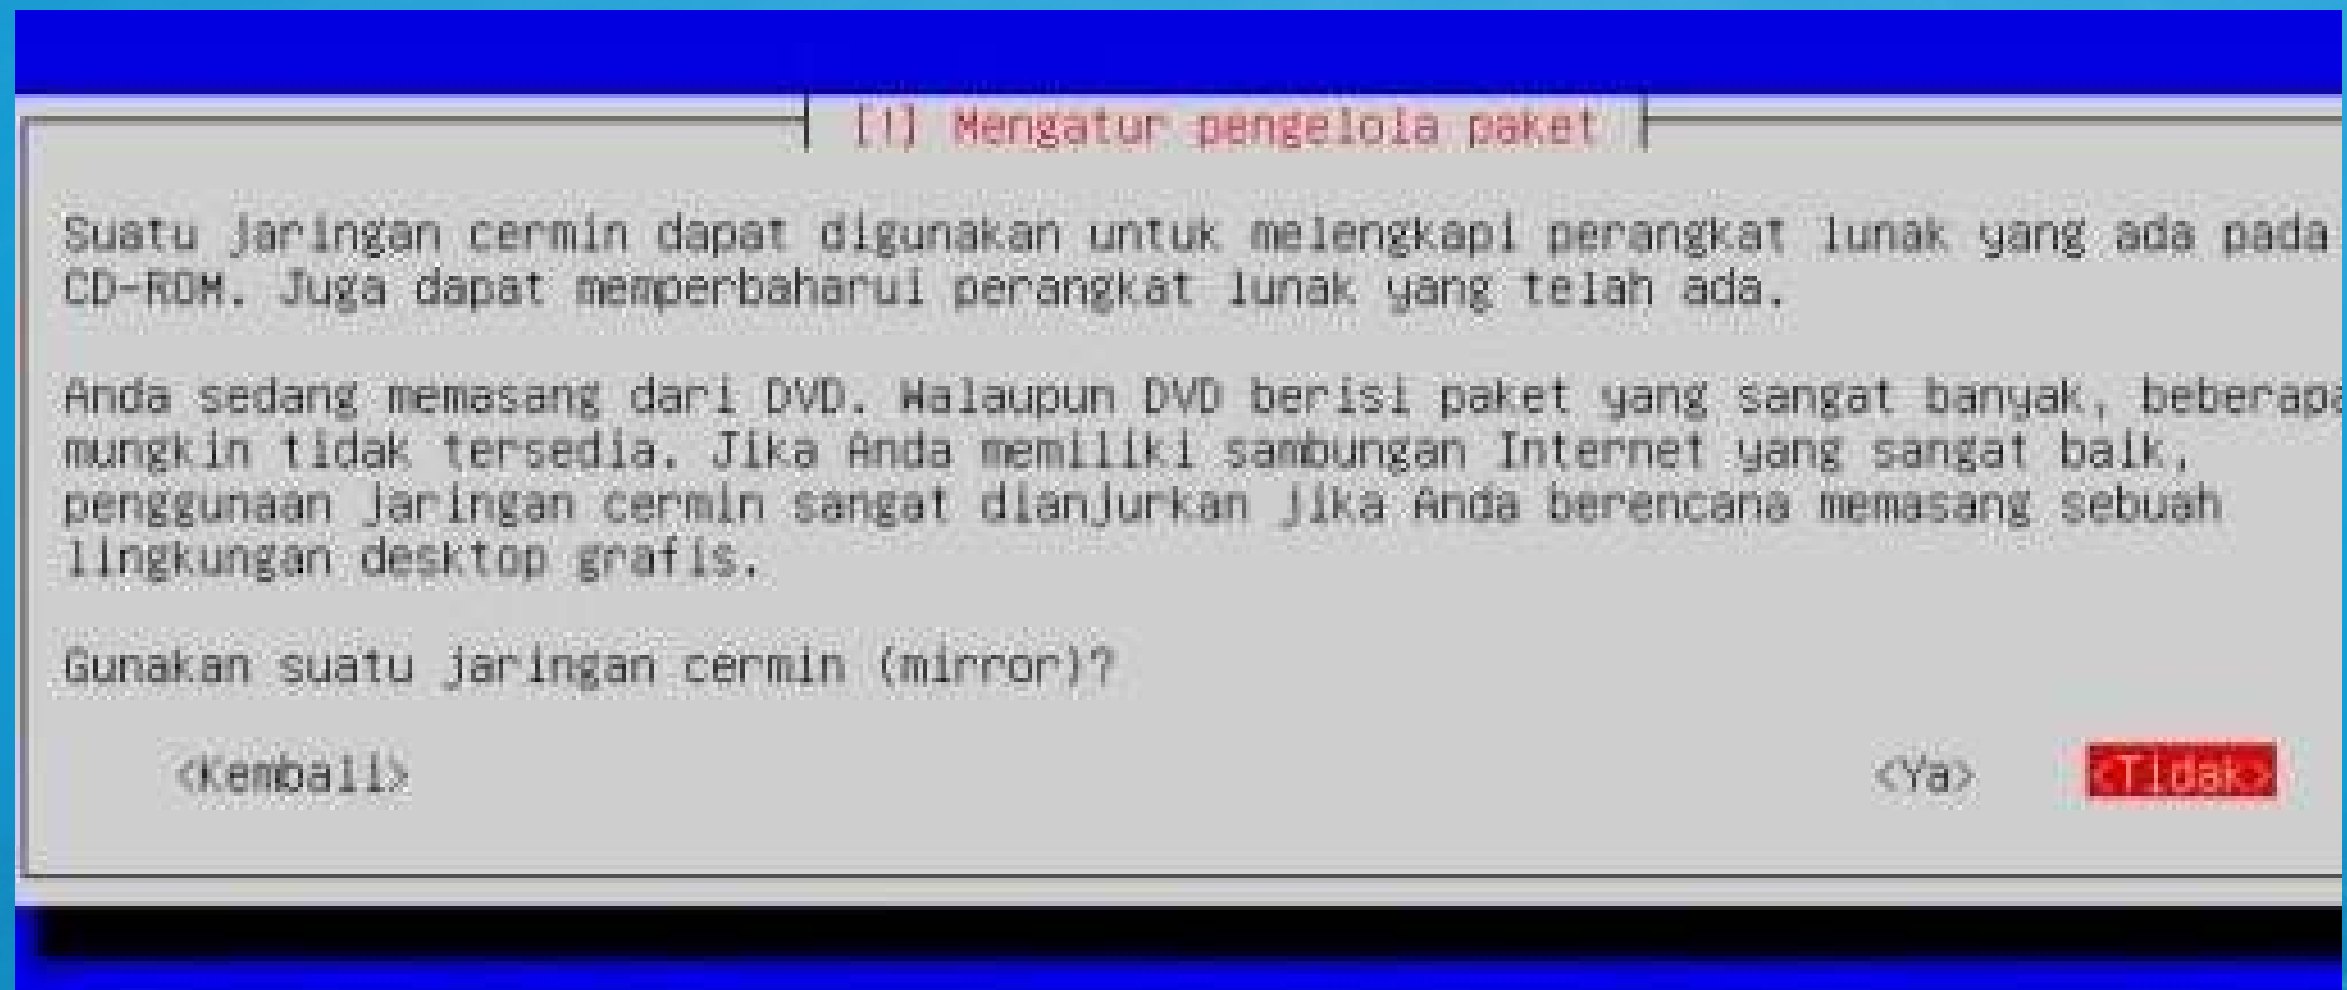 [!] Mengatur pengelola paket
Suatu jaringan cermin dapat digunakan untuk melengkapi perangkat lunak yang ada pada
CD-ROM. Juga dapat memperbaharui perangkat lunak yang telah ada.
Anda sedang memasang dari DVD. Walaupun DVD berisi paket yang sangat banyak, beberapa
mungkin tidak tersedia. Jika Anda memiliki sambungan Internet yang sangat baik,
penggunaan jaringan cermin sangat dianjurkan jika Anda berencana memasang sebuah
lingkungan desktop grafis.
Gunakan suatu jaringan cermin (mirror)?
<Kembali> <Ya> <Tidak>